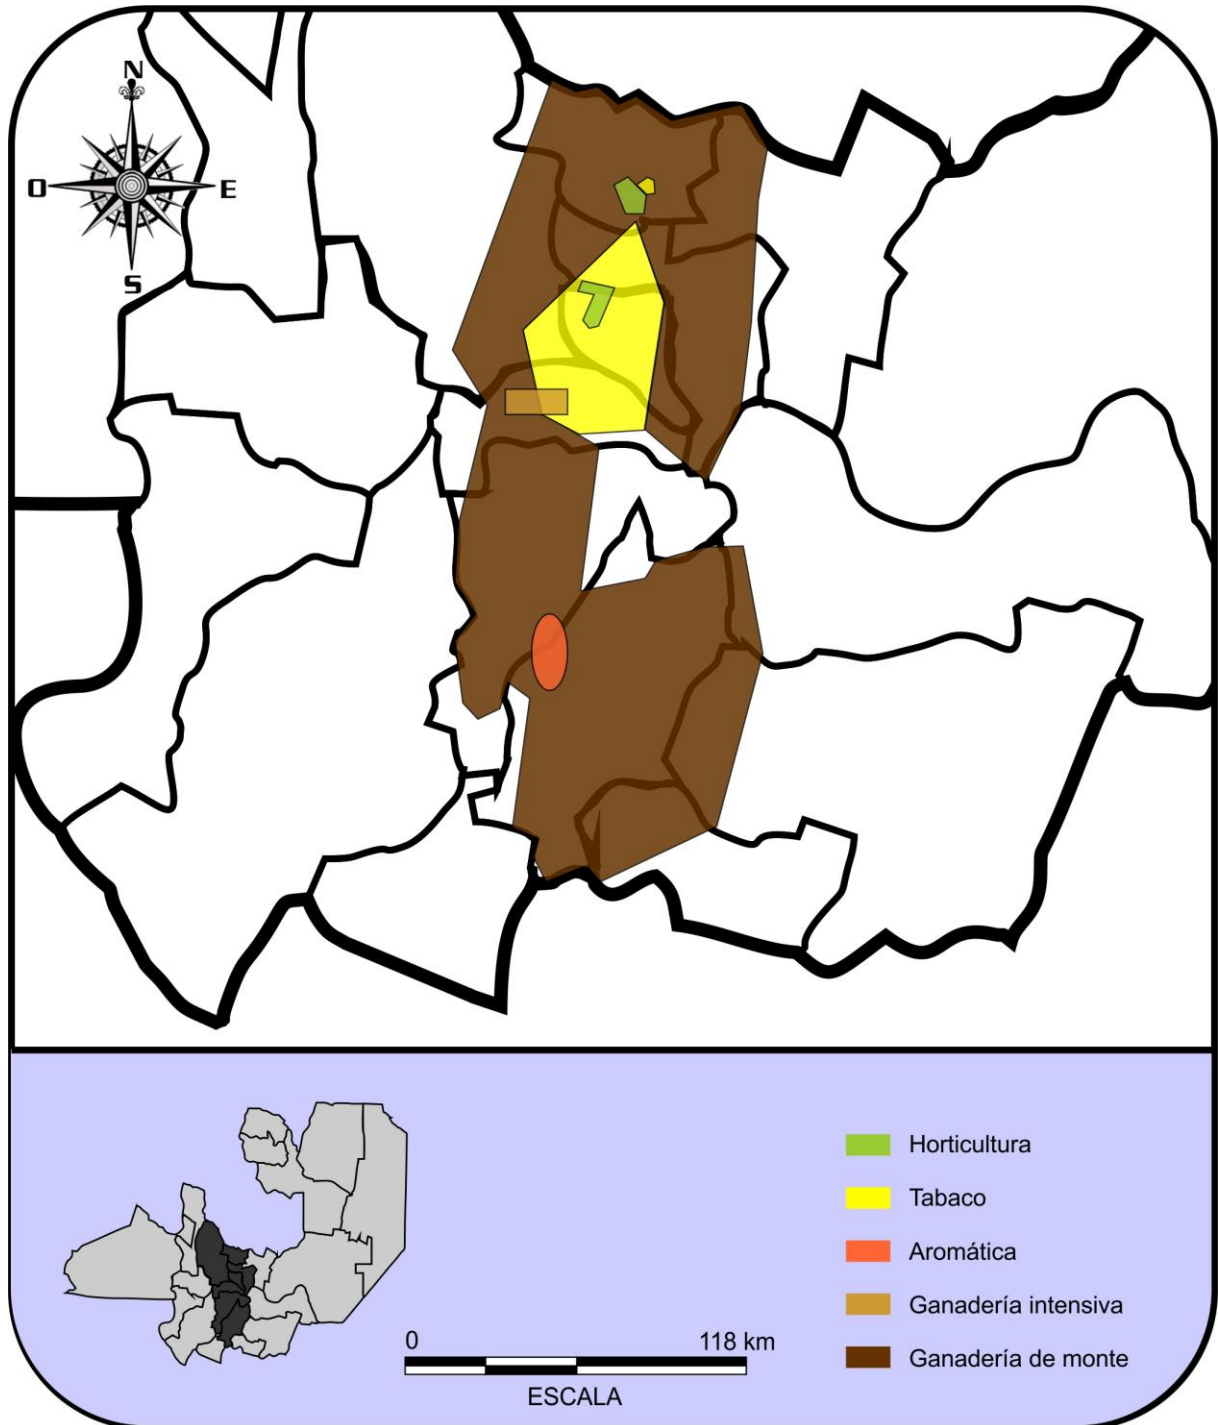 N
O
E
S
Horticultura
Tabaco
Aromática
Ganadería intensiva
Ganadería de monte
0 118 km
ESCALA